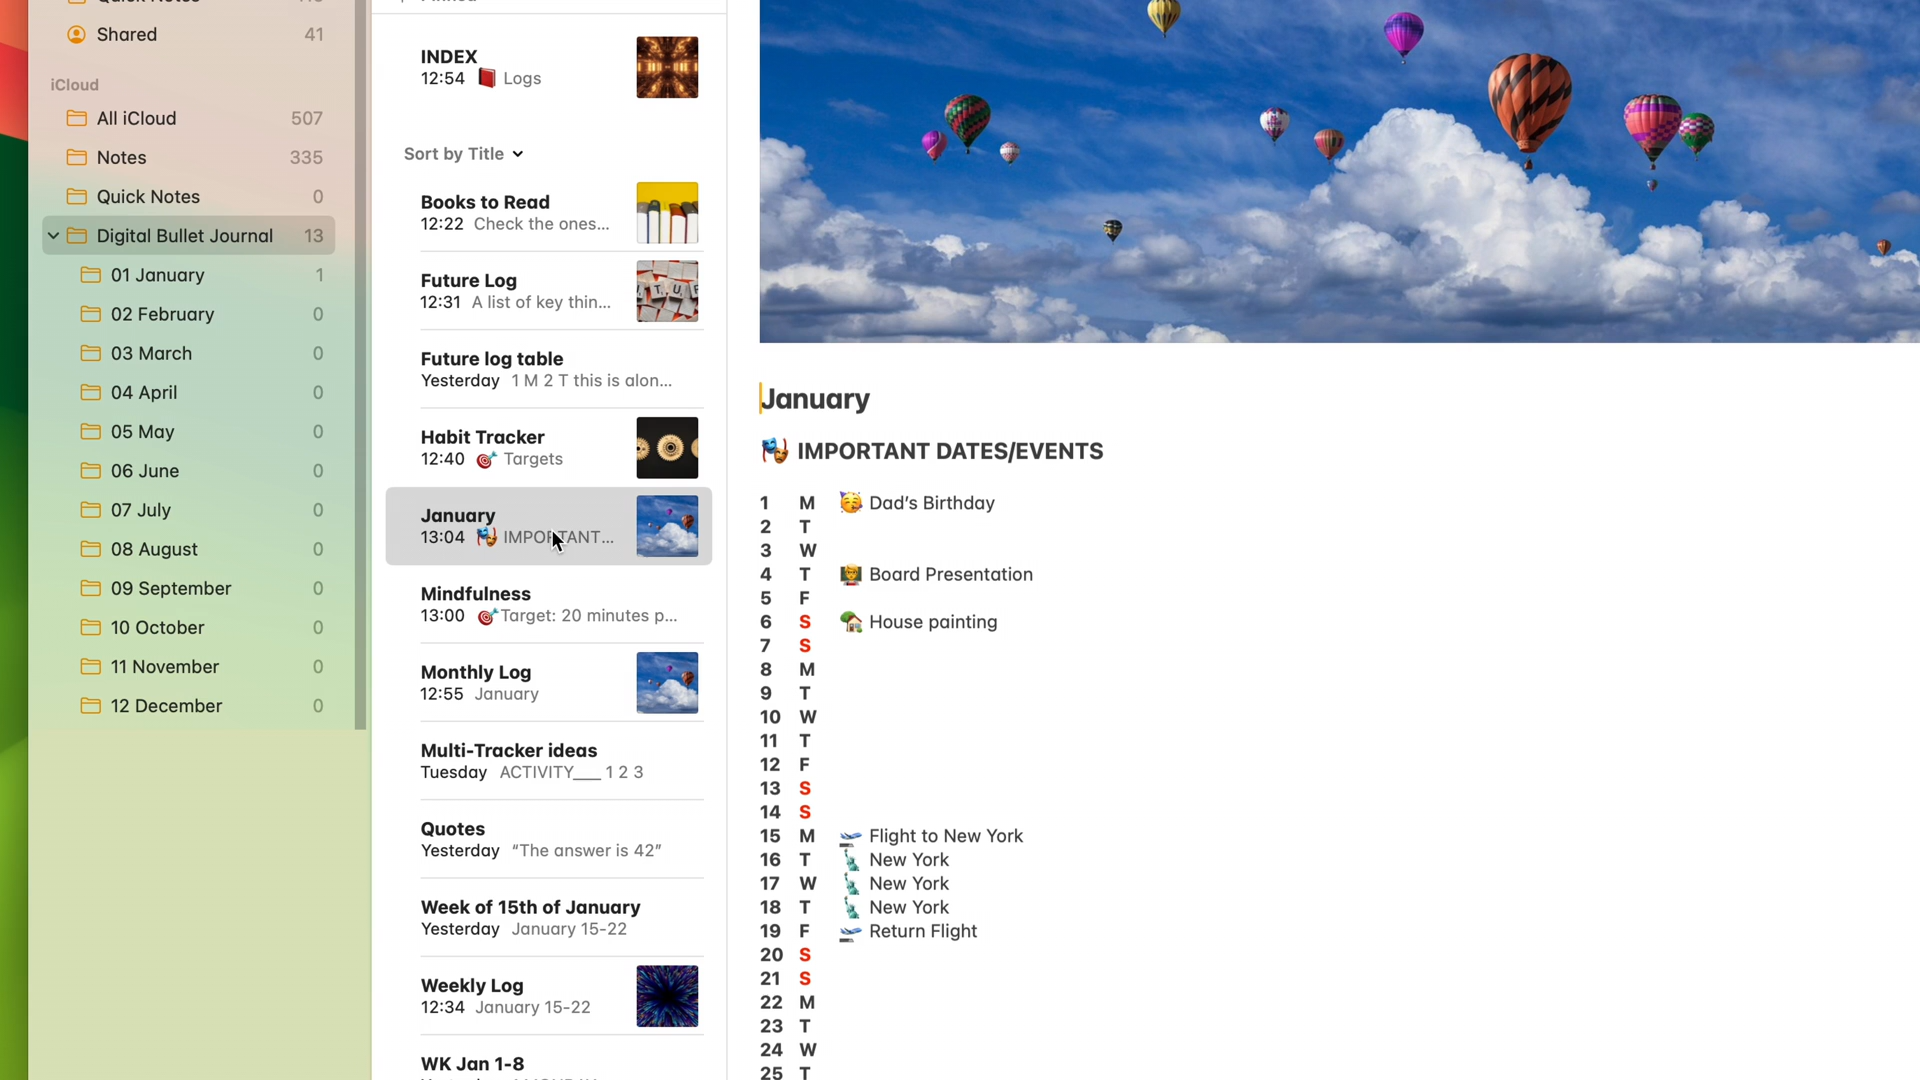 Shared 41
iCloud
All iCloud 507
Notes 335
Quick Notes 0
Digital Bullet Journal 13
01 January 1
02 February 0
03 March 0
04 April 0
05 May 0
06 June 0
07 July 0
08 August 0
09 September 0
10 October 0
11 November 0
12 December 0
INDEX
12:54 Logs
Sort by Title
Books to Read
12:22 Check the ones...
Future Log
12:31 A list of key thin...
Future log table
Yesterday 1 M 2 T this is alon...
Habit Tracker
12:40 🎯 Targets
January
13:04 🎭 IMPORTANT...
Mindfulness
13:00 🎯Target: 20 minutes p...
Monthly Log
12:55 January
Multi-Tracker ideas
Tuesday ACTIVITY___ 1 2 3
Quotes
Yesterday “The answer is 42”
Week of 15th of January
Yesterday January 15-22
Weekly Log
12:34 January 15-22
WK Jan 1-8
January
🎭 IMPORTANT DATES/EVENTS
1 M 🥳 Dad’s Birthday
2 T
3 W
4 T 👨‍🏫 Board Presentation
5 F
6 S 🏡 House painting
7 S
8 M
9 T
10 W
11 T
12 F
13 S
14 S
15 M 🛫 Flight to New York
16 T 🗽 New York
17 W 🗽 New York
18 T 🗽 New York
19 F 🛫 Return Flight
20 S
21 S
22 M
23 T
24 W
25 T